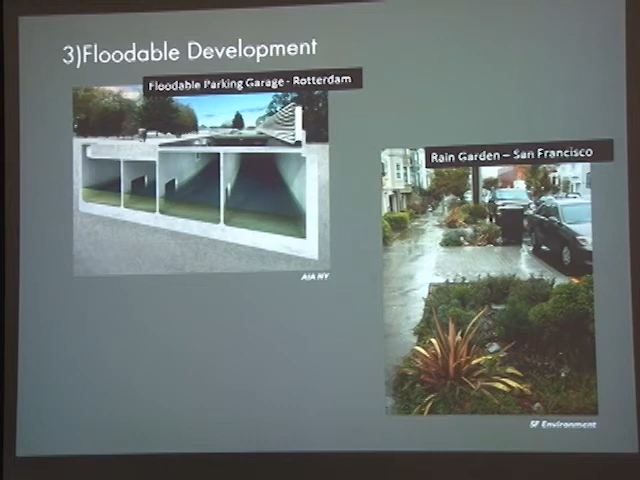 3)Floodable Development
Floodable Parking Garage - Rotterdam
AIA NY
Rain Garden – San Francisco
SF Environment